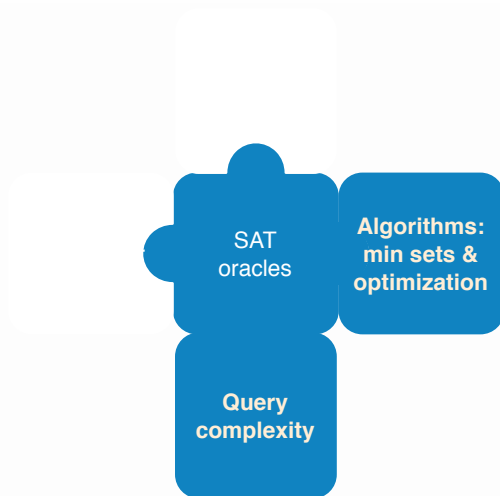 SAT
oracles
Algorithms:
min sets &
optimization
Query
complexity